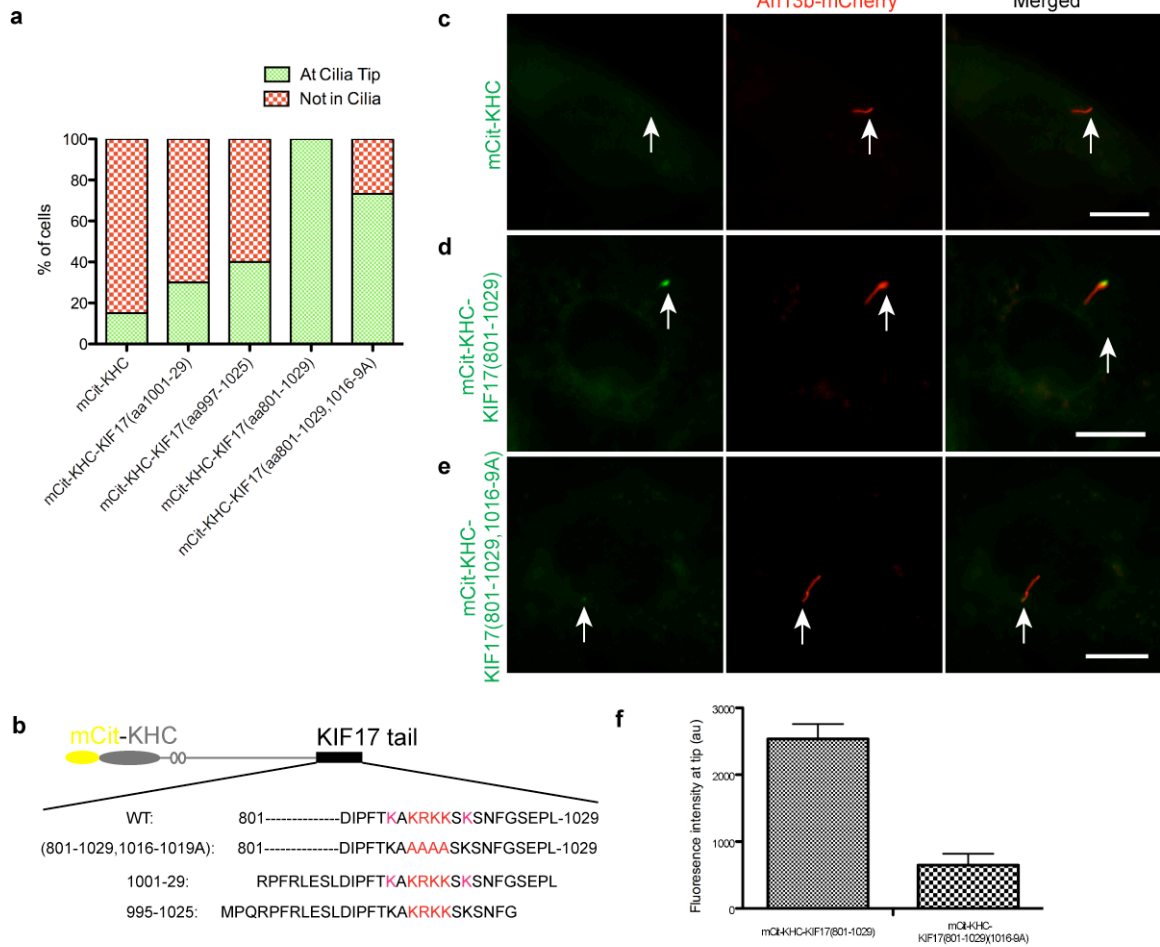 a
At Cilia Tip
Not in Cilia
% of cells
100
80
60
40
20
0
mCit-KHC
mCit-KHC-KIF17(aa1001-29)
mCit-KHC-KIF17(aa997-1025)
mCit-KHC-KIF17(aa801-1029)
mCit-KHC-KIF17(aa801-1029,1016-9A)
b
mCit-KHC
KIF17 tail
WT: 801--------------DIPFTKAKRKKSKSNFGSEPL-1029
(801-1029,1016-1019A): 801--------------DIPFTKAAAAASKSNFGSEPL-1029
1001-29: RPFRLESLDIPFTKAKRKKSKSNFGSEPL
995-1025: MPQRPFRLESLDIPFTKAKRKKSKSNFG
Arl13b-mCherry
Merged
c
mCit-KHC
d
mCit-KHC-
KIF17(801-1029)
e
mCit-KHC-
KIF17(801-1029,1016-9A)
f
Fluoresence intensity at tip (au)
3000
2000
1000
0
mCit-KHC-KIF17(801-1029)
mCit-KHC-
KIF17(801-1029)(1016-9A)